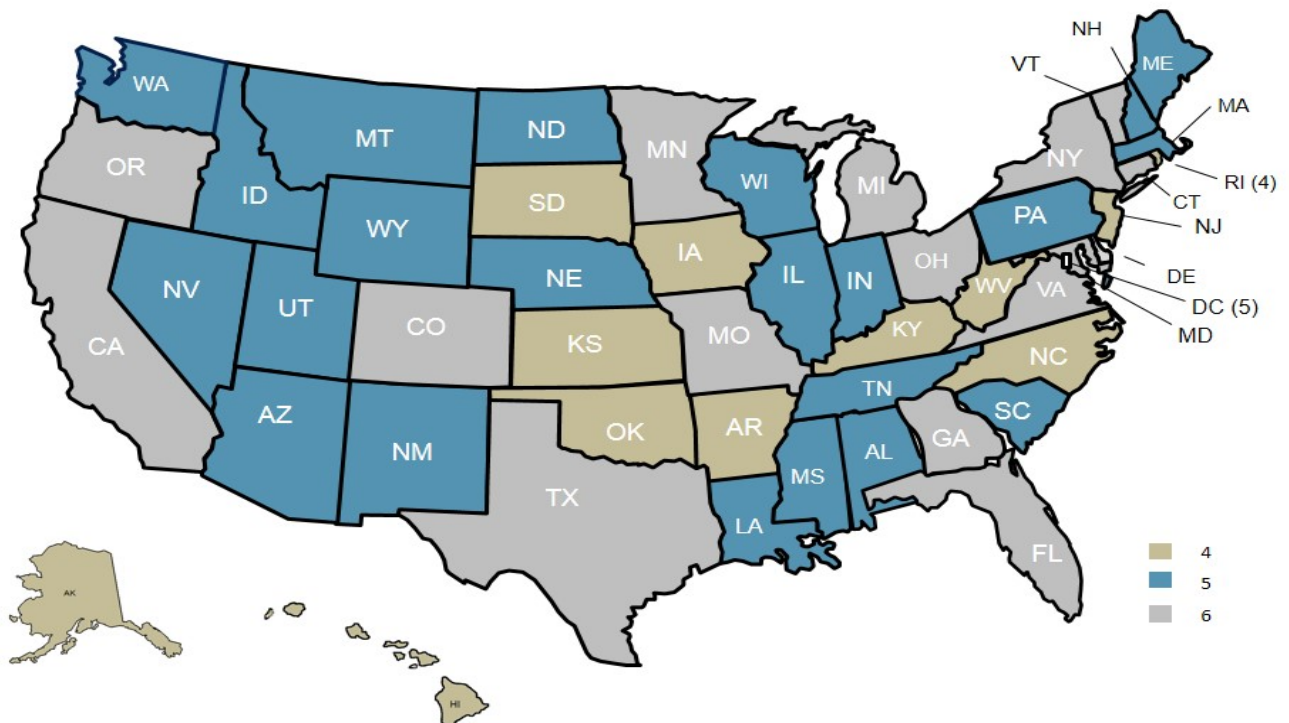 NH
VT
ME
WA
MA
MT
ND
MN
OR
NY
MI
RI (4)
ID
WI
CT
SD
PA
NJ
WY
IA
OH
DE
NE
IL
IN
WV
VA
NV
DC (5)
UT
CO
MO
KY
MD
CA
KS
NC
TN
AZ
SC
OK
AR
GA
NM
AL
MS
TX
LA
FL
4
5
6
AK
HI